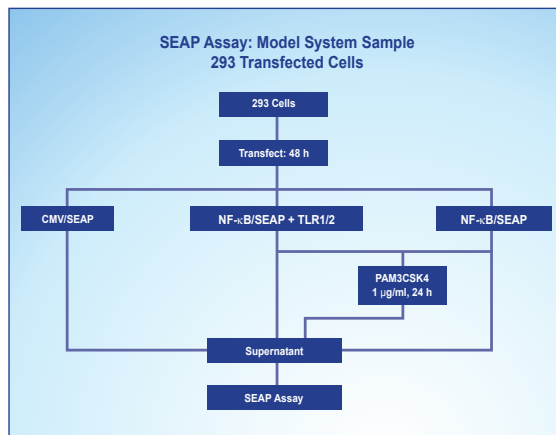 SEAP Assay: Model System Sample
293 Transfected Cells
293 Cells
Transfect: 48 h
CMV/SEAP
NF-κB/SEAP + TLR1/2
NF-κB/SEAP
PAM3CSK4
1 μg/ml, 24 h
Supernatant
SEAP Assay